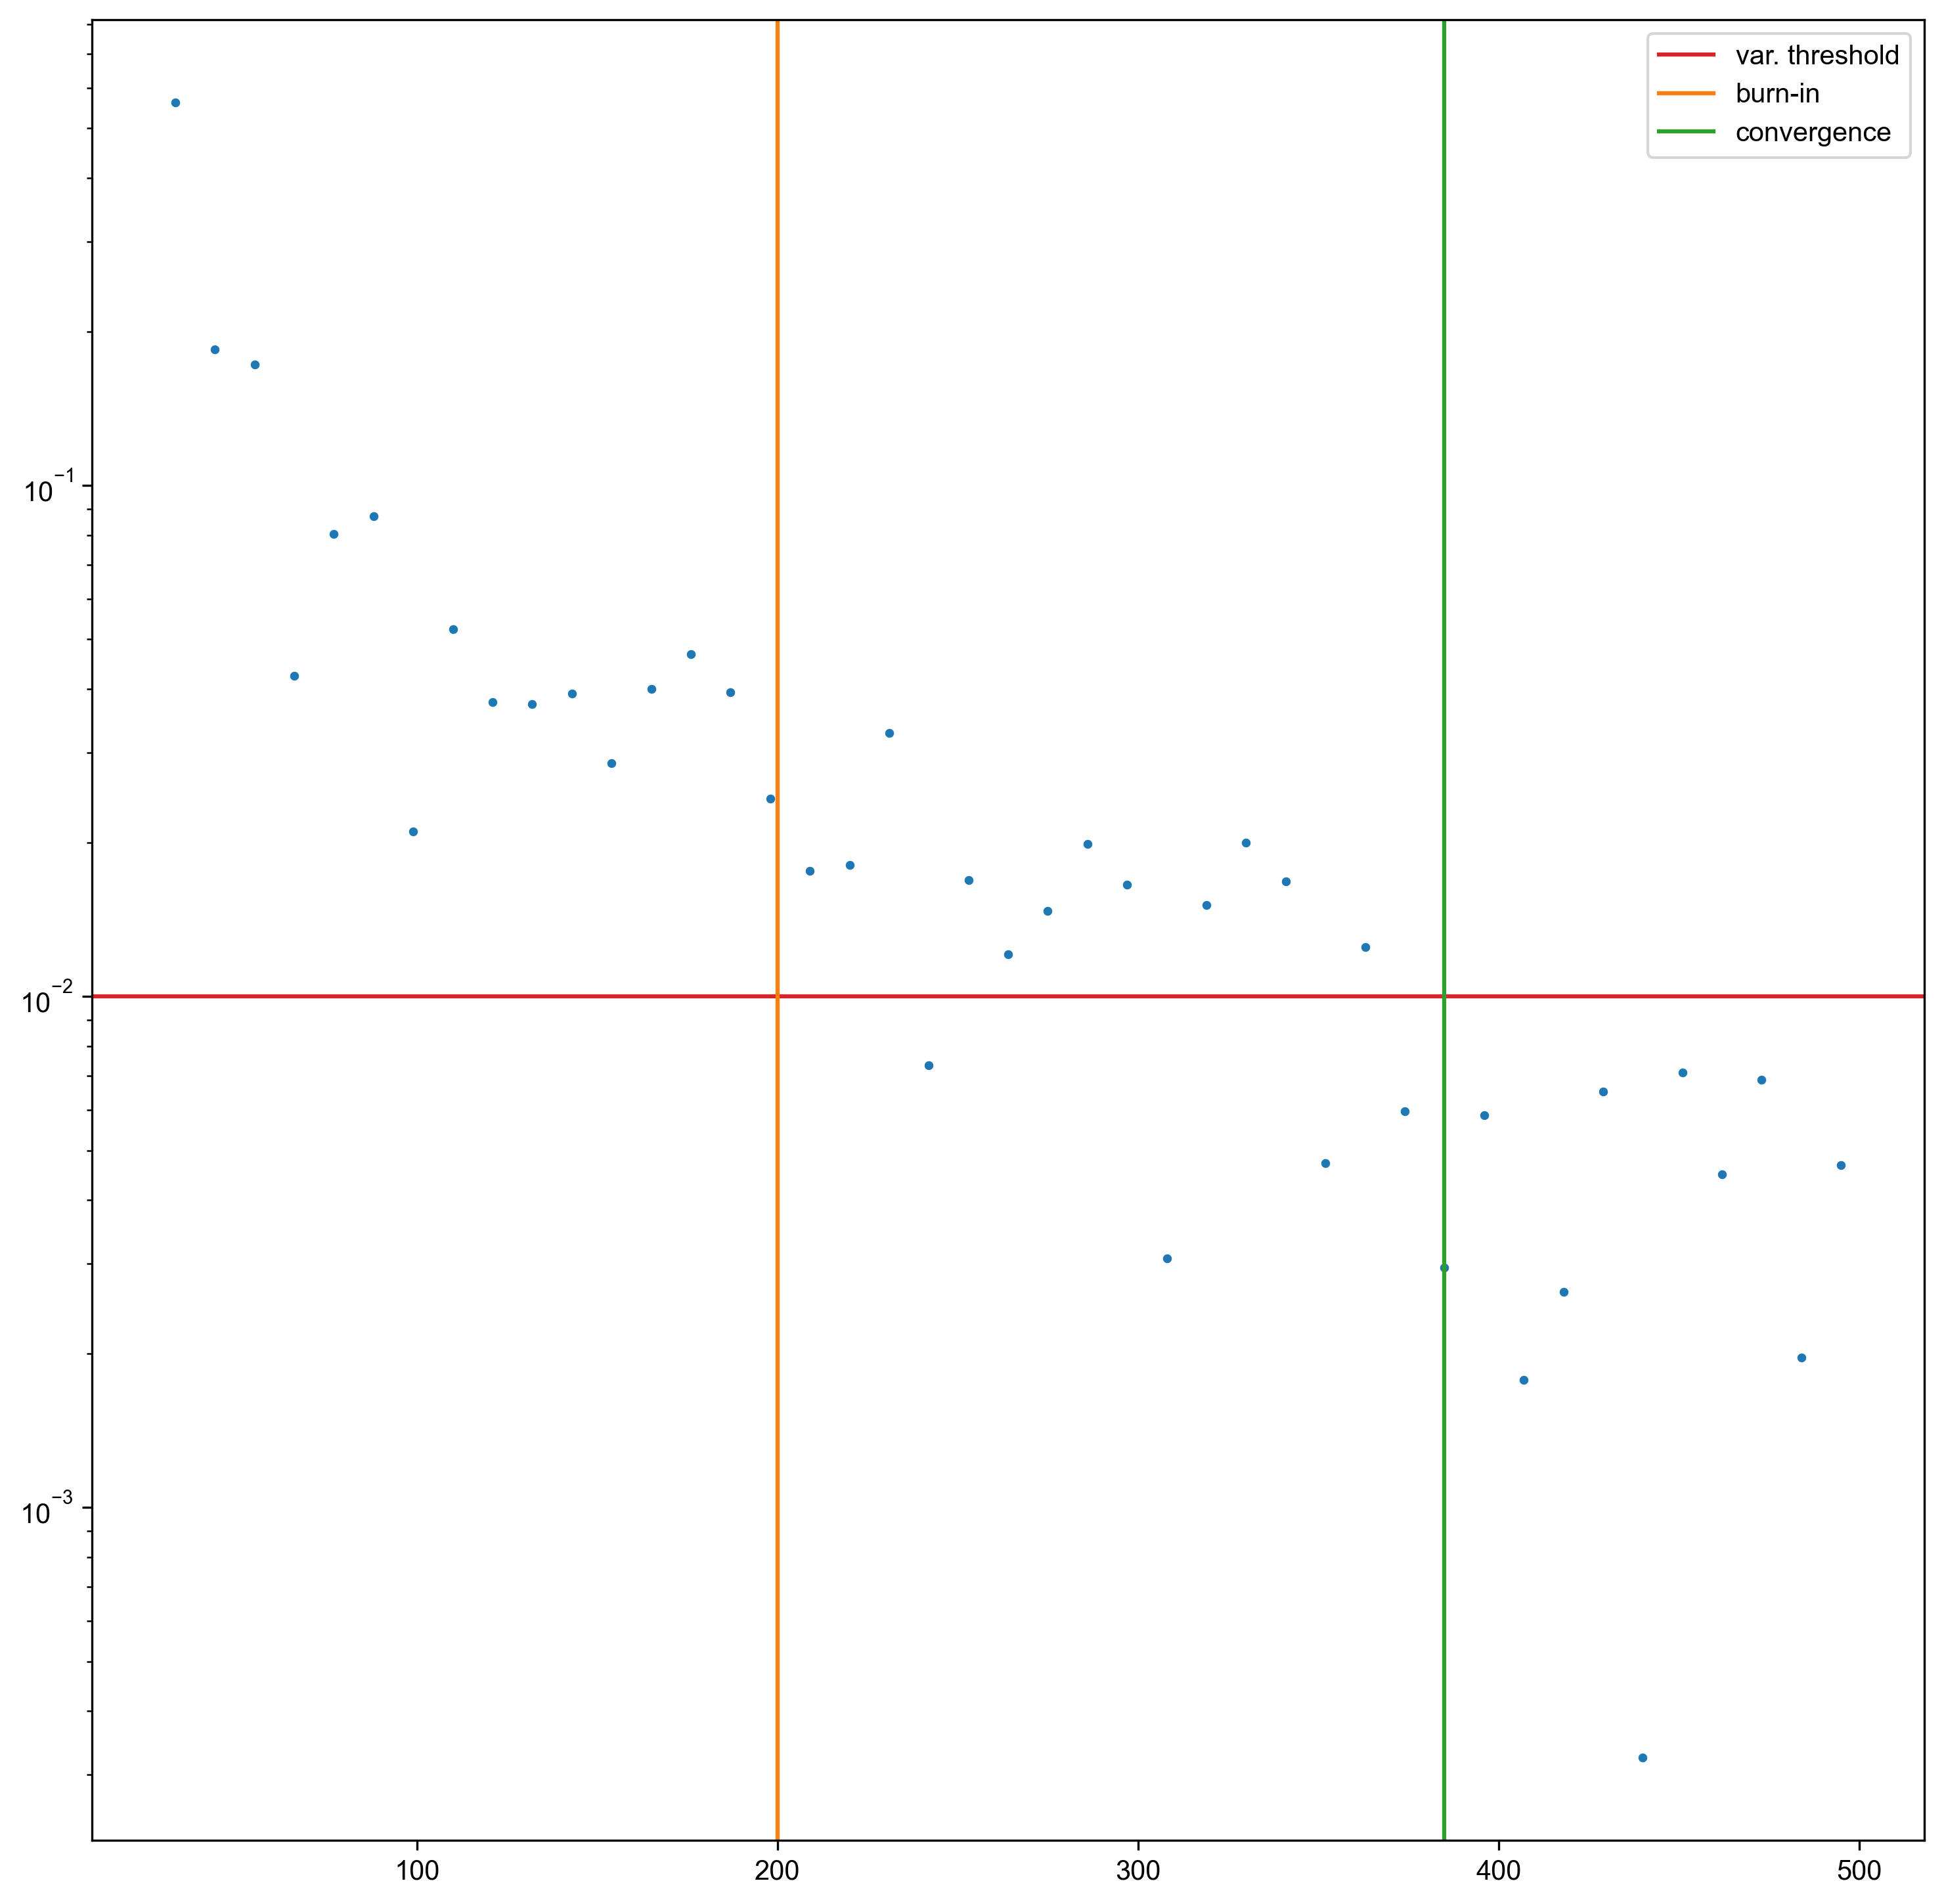 var. threshold
burn-in
convergence
10⁻¹
10⁻²
10⁻³
100 200 300 400 500